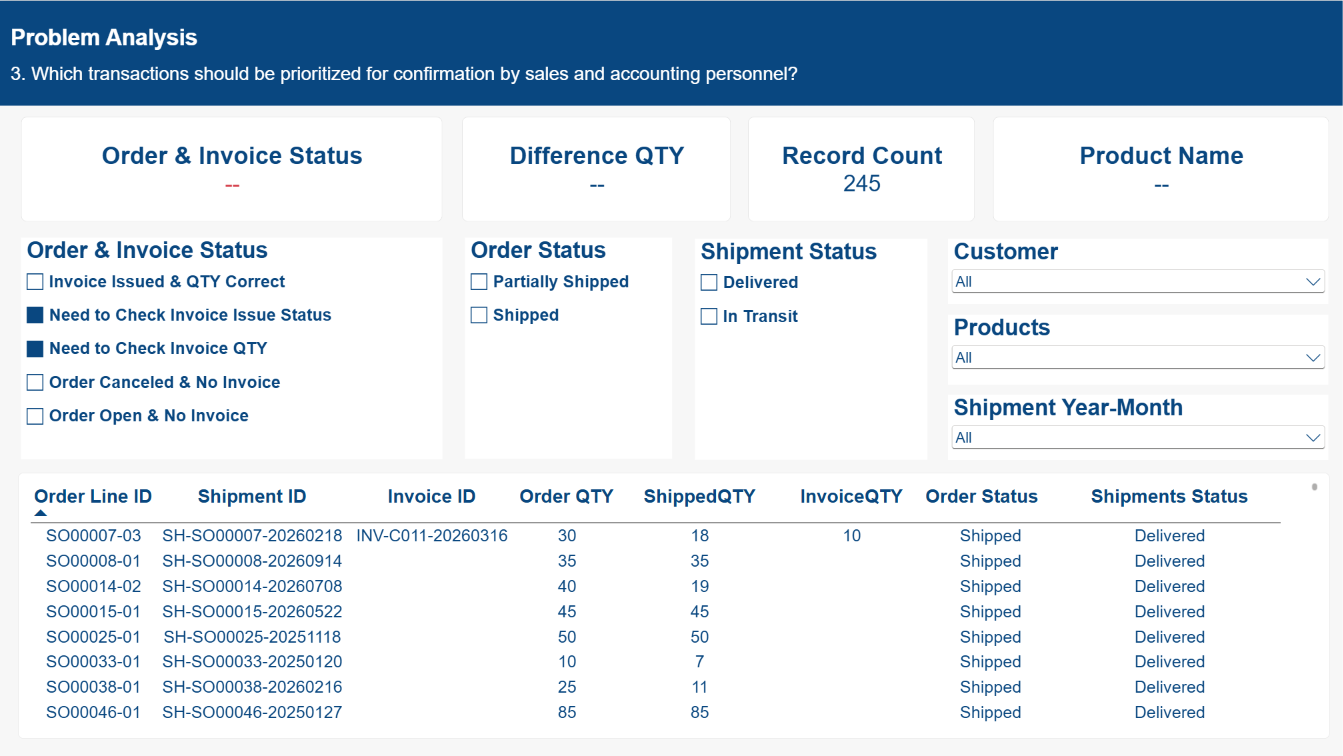 Problem Analysis
3. Which transactions should be prioritized for confirmation by sales and accounting personnel?
Order & Invoice Status
--
Difference QTY
--
Record Count
245
Product Name
--
Order & Invoice Status
Invoice Issued & QTY Correct
Need to Check Invoice Issue Status
Need to Check Invoice QTY
Order Canceled & No Invoice
Order Open & No Invoice
Order Status
Partially Shipped
Shipped
Shipment Status
Delivered
In Transit
Customer
All
Products
All
Shipment Year-Month
All
Order Line ID Shipment ID Invoice ID Order QTY ShippedQTY InvoiceQTY Order Status Shipments Status
SO00007-03 SH-SO00007-20260218 INV-C011-20260316 30 18 10 Shipped Delivered
SO00008-01 SH-SO00008-20260914 35 35 Shipped Delivered
SO00014-02 SH-SO00014-20260708 40 19 Shipped Delivered
SO00015-01 SH-SO00015-20260522 45 45 Shipped Delivered
SO00025-01 SH-SO00025-20251118 50 50 Shipped Delivered
SO00033-01 SH-SO00033-20250120 10 7 Shipped Delivered
SO00038-01 SH-SO00038-20260216 25 11 Shipped Delivered
SO00046-01 SH-SO00046-20250127 85 85 Shipped Delivered